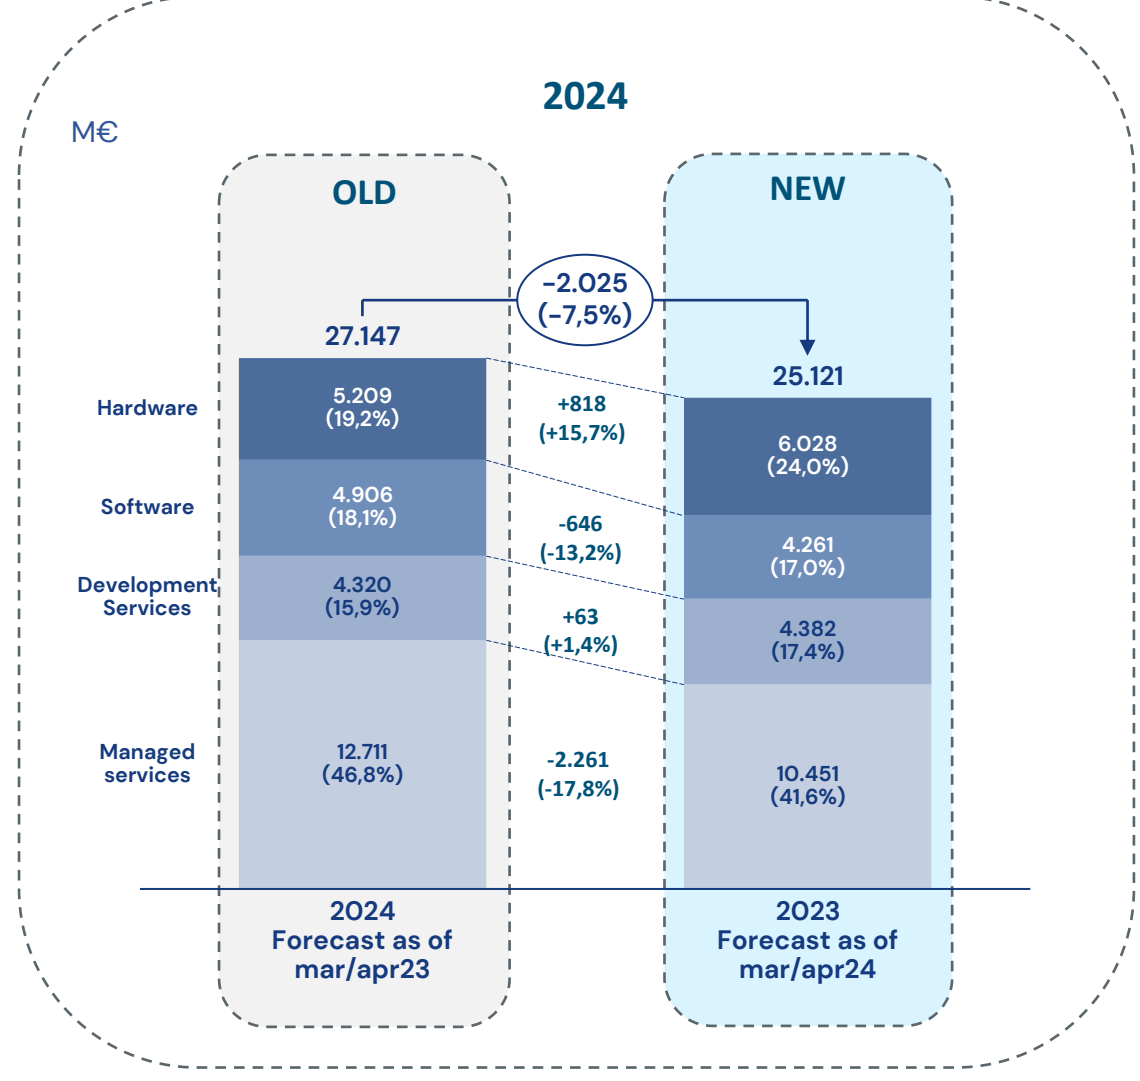 2024
M€
OLD
NEW
-2.025
(-7,5%)
27.147
25.121
Hardware
5.209
(19,2%)
+818
(+15,7%)
6.028
(24,0%)
Software
4.906
(18,1%)
-646
(-13,2%)
4.261
(17,0%)
Development
Services
4.320
(15,9%)
+63
(+1,4%)
4.382
(17,4%)
Managed
services
12.711
(46,8%)
-2.261
(-17,8%)
10.451
(41,6%)
2024
Forecast as of
mar/apr23
2023
Forecast as of
mar/apr24